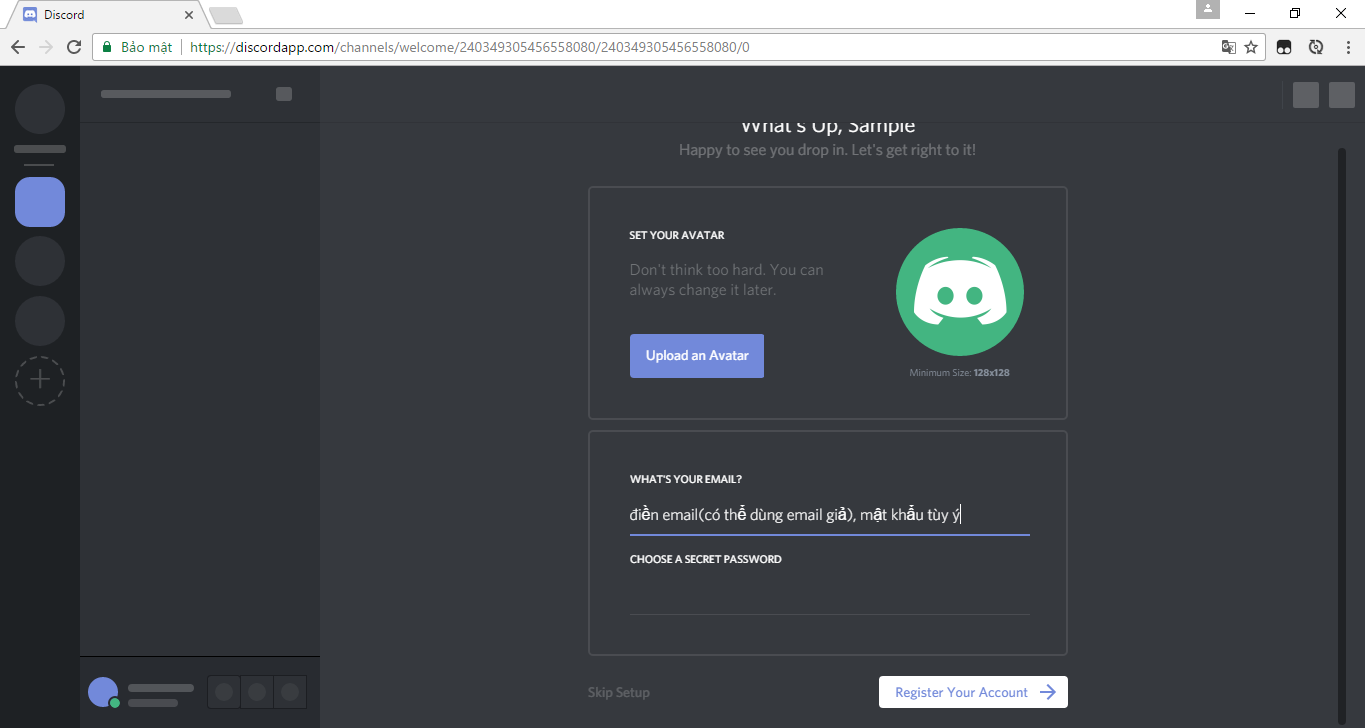 Discord
Bảo mật
https://discordapp.com/channels/welcome/240349305456558080/240349305456558080/0
What's Up, Sample
Happy to see you drop in. Let's get right to it!
SET YOUR AVATAR
Don't think too hard. You can
always change it later.
Upload an Avatar
Minimum Size: 128x128
WHAT'S YOUR EMAIL?
điền email(có thể dùng email giả), mật khẩu tùy ý
CHOOSE A SECRET PASSWORD
Skip Setup
Register Your Account